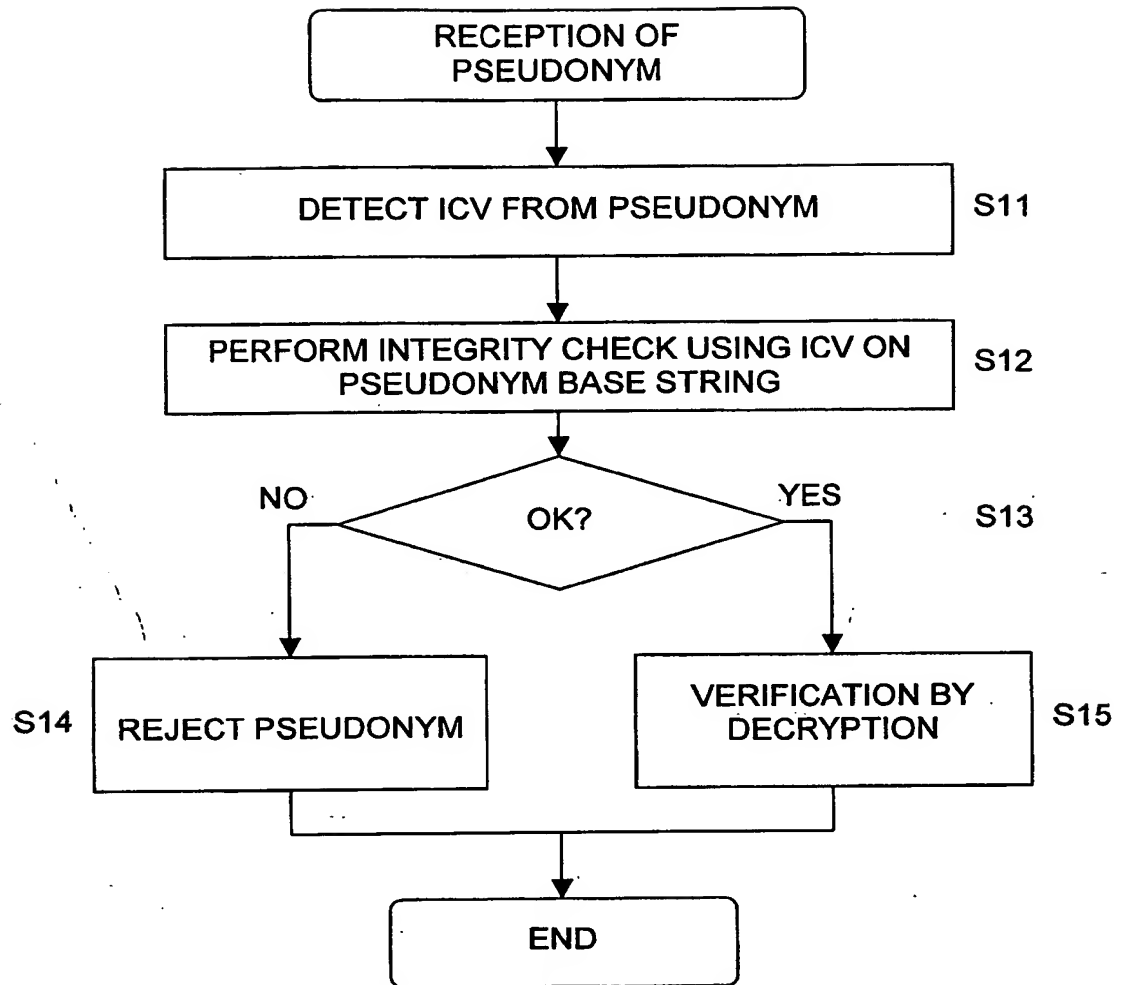 RECEPTION OF
PSEUDONYM
DETECT ICV FROM PSEUDONYM
S11
PERFORM INTEGRITY CHECK USING ICV ON
PSEUDONYM BASE STRING
S12
NO
YES
OK?
S13
S14
REJECT PSEUDONYM
VERIFICATION BY
DECRYPTION
S15
END